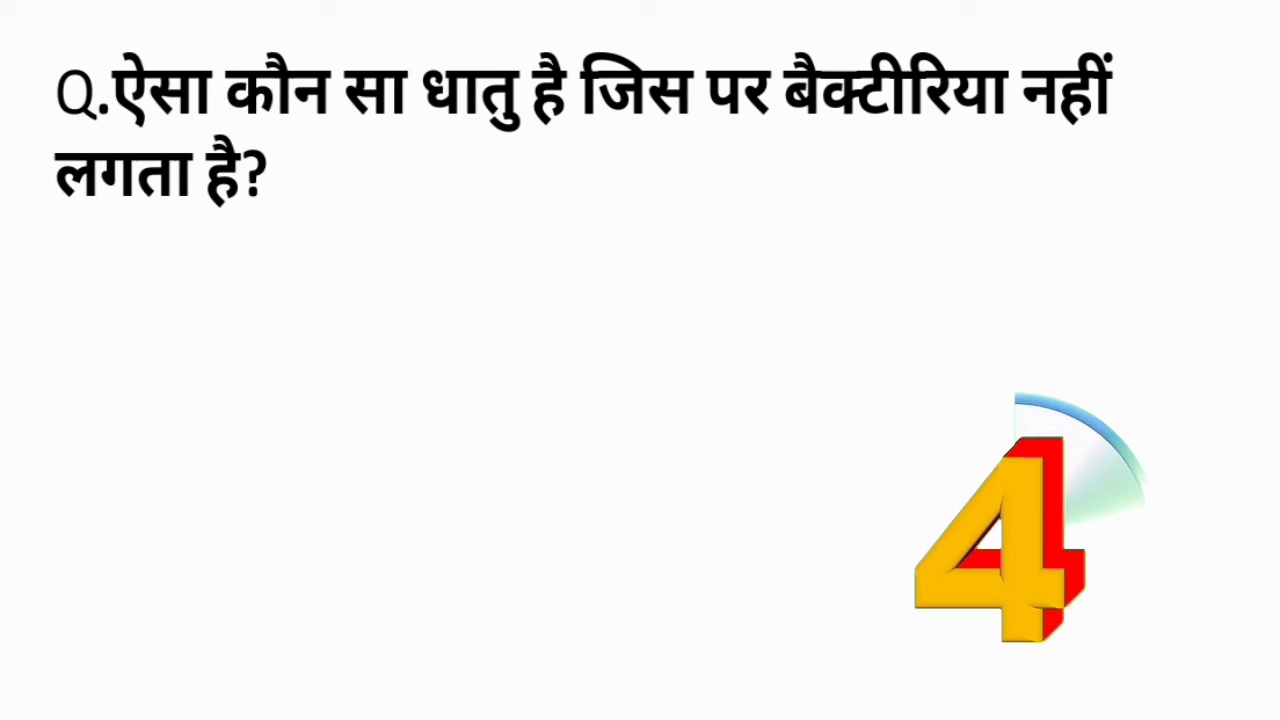 Q.ऐसा कौन सा धातु है जिस पर बैक्टीरिया नहीं
लगता है?
4